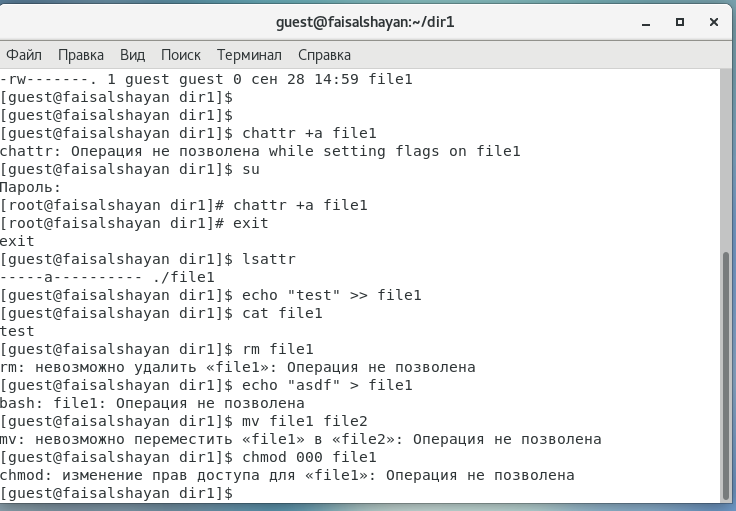 guest@faisalshayan:~/dir1
Файл Правка Вид Поиск Терминал Справка
-rw-------. 1 guest guest 0 сен 28 14:59 file1
[guest@faisalshayan dir1]$
[guest@faisalshayan dir1]$
[guest@faisalshayan dir1]$ chattr +a file1
chattr: Операция не позволена while setting flags on file1
[guest@faisalshayan dir1]$ su
Пароль:
[root@faisalshayan dir1]# chattr +a file1
[root@faisalshayan dir1]# exit
exit
[guest@faisalshayan dir1]$ lsattr
-----a---------- ./file1
[guest@faisalshayan dir1]$ echo "test" >> file1
[guest@faisalshayan dir1]$ cat file1
test
[guest@faisalshayan dir1]$ rm file1
rm: невозможно удалить «file1»: Операция не позволена
[guest@faisalshayan dir1]$ echo "asdf" > file1
bash: file1: Операция не позволена
[guest@faisalshayan dir1]$ mv file1 file2
mv: невозможно переместить «file1» в «file2»: Операция не позволена
[guest@faisalshayan dir1]$ chmod 000 file1
chmod: изменение прав доступа для «file1»: Операция не позволена
[guest@faisalshayan dir1]$